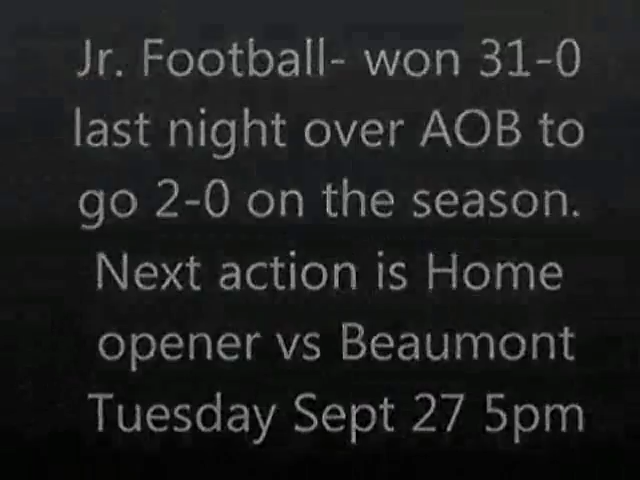 Jr. Football- won 31-0
last night over AOB to
go 2-0 on the season.
Next action is Home
opener vs Beaumont
Tuesday Sept 27 5pm